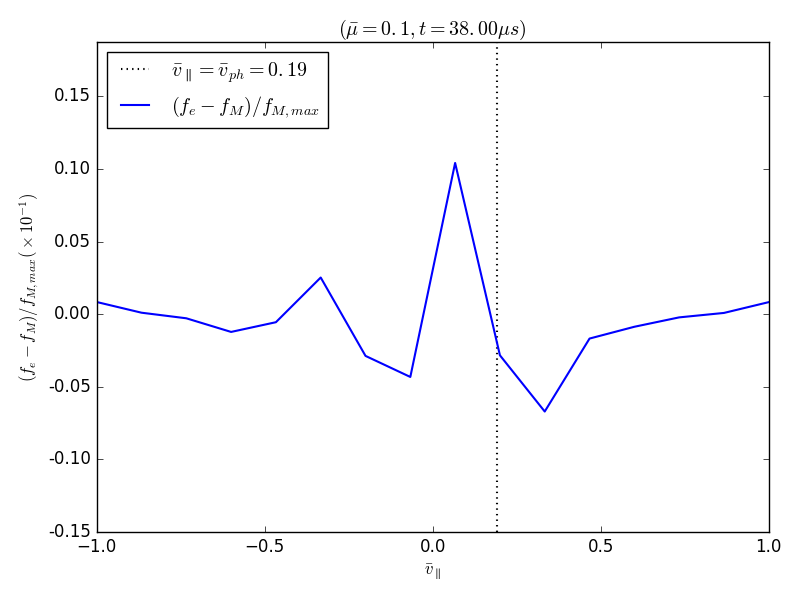 (μ̄ = 0.1, t = 38.00μs)
v̄∥ = v̄ph = 0.19
(fe − fM)/fM,max
(fe − fM)/fM,max(×10⁻¹)
0.15
0.10
0.05
0.00
-0.05
-0.10
-0.15
−1.0 −0.5 0.0 0.5 1.0
v̄∥